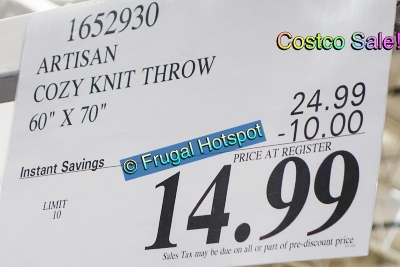 1652930
Costco Sale!
ARTISAN
COZY KNIT THROW
60" X 70"
24.99
Instant Savings -10.00
© Frugal Hotspot
PRICE AT REGISTER
LIMIT
10
14.99
Sales Tax may be due on all or part of pre-discount price